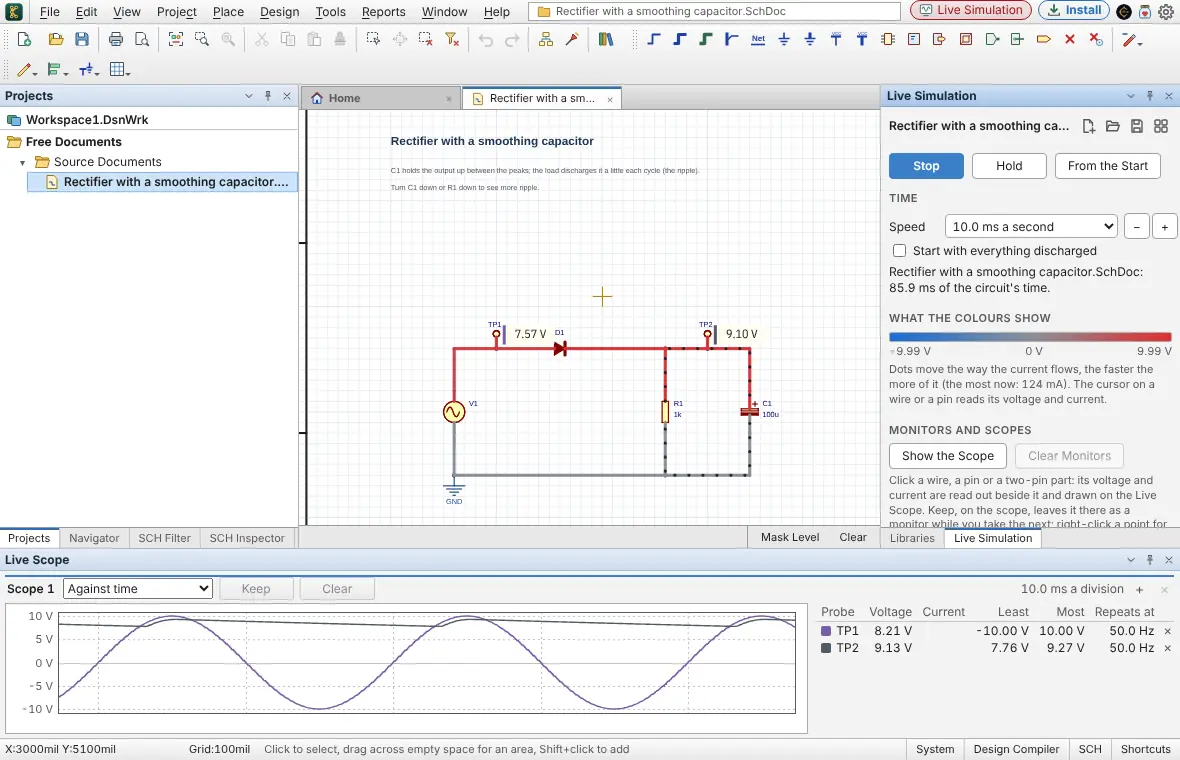 File Edit View Project Place Design Tools Reports Window Help Rectifier with a smoothing capacitor.SchDoc Live Simulation Install
Net
Projects
Workspace1.DsnWrk
Free Documents
Source Documents
Rectifier with a smoothing capacitor....
Home
Rectifier with a sm...
Rectifier with a smoothing capacitor
C1 holds the output up between the peaks; the load discharges it a little each cycle (the ripple).
Turn C1 down or R1 down to see more ripple.
TP1 7.57 V D1
TP2 9.10 V
V1
R1
1k
C1
100u
GND
Live Simulation
Rectifier with a smoothing ca...
Stop Hold From the Start
TIME
Speed 10.0 ms a second − +
Start with everything discharged
Rectifier with a smoothing capacitor.SchDoc:
85.9 ms of the circuit's time.
WHAT THE COLOURS SHOW
-9.99 V 0 V 9.99 V
Dots move the way the current flows, the faster the
more of it (the most now: 124 mA). The cursor on a
wire or a pin reads its voltage and current.
MONITORS AND SCOPES
Show the Scope Clear Monitors
Click a wire, a pin or a two-pin part: its voltage and
current are read out beside it and drawn on the Live
Scope. Keep, on the scope, leaves it there as a
monitor while you take the next; right-click a point for
Projects Navigator SCH Filter SCH Inspector
Mask Level Clear
Libraries Live Simulation
Live Scope
Scope 1 Against time Keep Clear 10.0 ms a division + ×
10 V
5 V
0 V
-5 V
-10 V
Probe Voltage Current Least Most Repeats at
TP1 8.21 V -10.00 V 10.00 V 50.0 Hz ×
TP2 9.13 V 7.76 V 9.27 V 50.0 Hz ×
X:3000mil Y:5100mil Grid:100mil Click to select, drag across empty space for an area, Shift+click to add System Design Compiler SCH Shortcuts